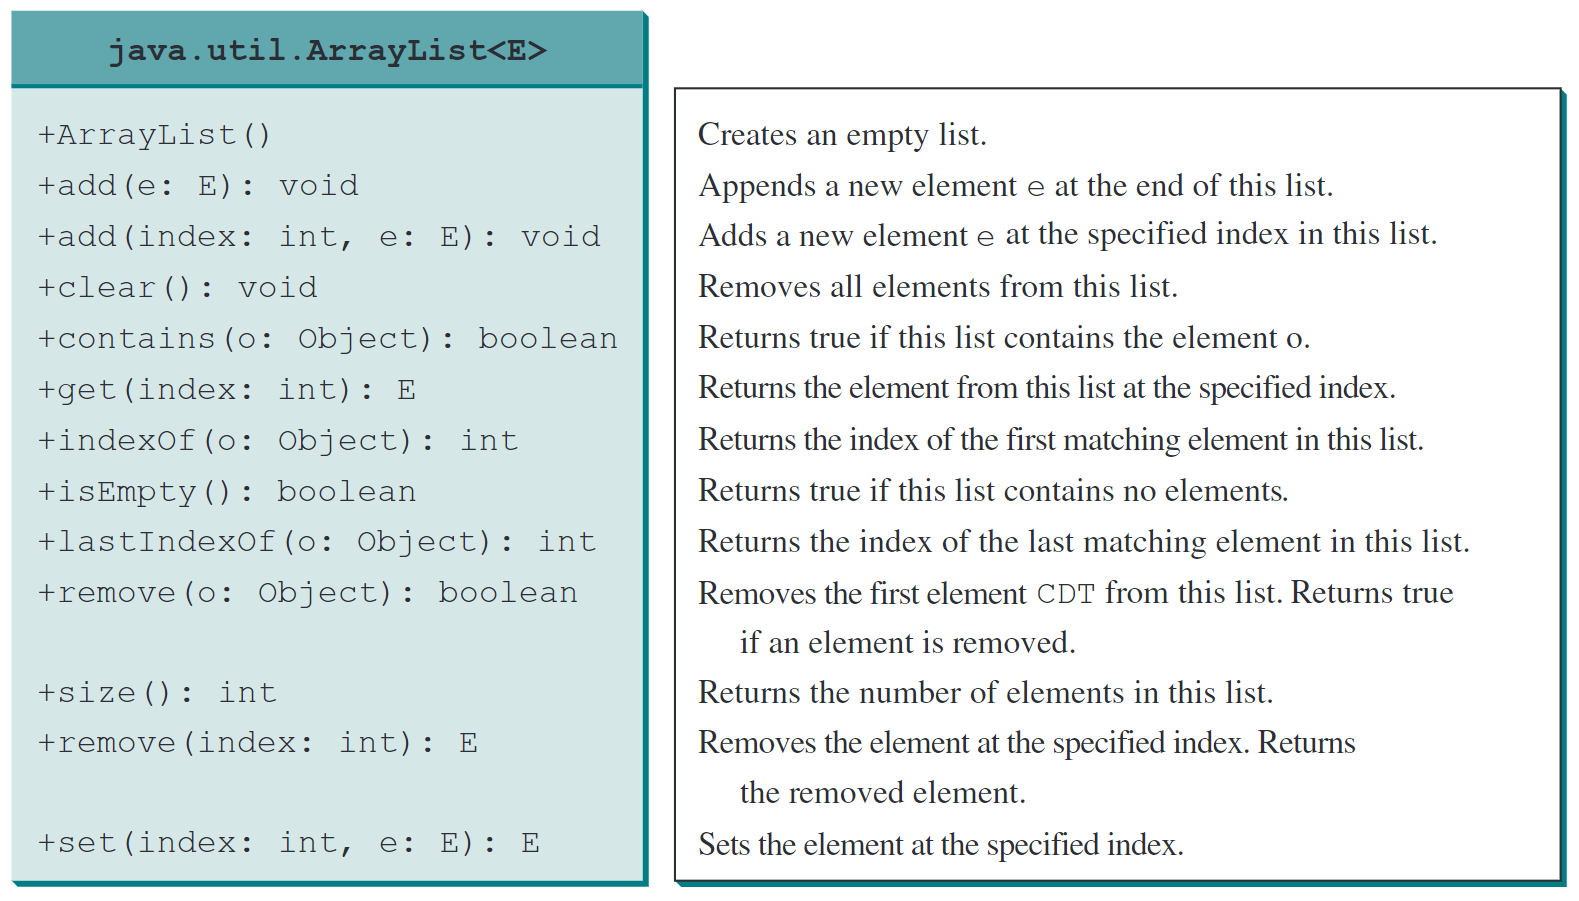 java.util.ArrayList<E>
+ArrayList() Creates an empty list.
+add(e: E): void Appends a new element e at the end of this list.
+add(index: int, e: E): void Adds a new element e at the specified index in this list.
+clear(): void Removes all elements from this list.
+contains(o: Object): boolean Returns true if this list contains the element o.
+get(index: int): E Returns the element from this list at the specified index.
+indexOf(o: Object): int Returns the index of the first matching element in this list.
+isEmpty(): boolean Returns true if this list contains no elements.
+lastIndexOf(o: Object): int Returns the index of the last matching element in this list.
+remove(o: Object): boolean Removes the first element CDT from this list. Returns true
if an element is removed.
+size(): int Returns the number of elements in this list.
+remove(index: int): E Removes the element at the specified index. Returns
the removed element.
+set(index: int, e: E): E Sets the element at the specified index.